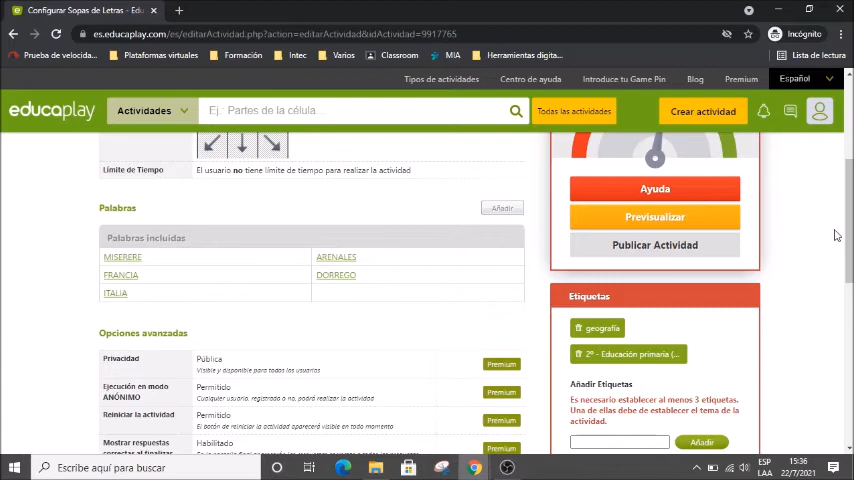 Configurar Sopas de Letras - Edu
es.educaplay.com/es/editarActividad.php?action=editarActividad&idActividad=9917765
Incógnito
Prueba de velocida...
Plataformas virtuales
Formación
Intec
Varios
Classroom
MIA
Herramientas digita...
Lista de lectura
Tipos de actividades
Centro de ayuda
Introduce tu Game Pin
Blog
Premium
Español
educaplay
Actividades
Ej.: Partes de la célula...
Todas las actividades
Crear actividad
Límite de Tiempo
El usuario no tiene límite de tiempo para realizar la actividad
Palabras
Añadir
Palabras incluidas
MISERERE
ARENALES
FRANCIA
DORREGO
ITALIA
Opciones avanzadas
Privacidad
Pública
Visible y disponible para todos los usuarios
Premium
Ejecución en modo
ANÓNIMO
Permitido
Cualquier usuario, registrado o no, podrá realizar la actividad
Premium
Reiniciar la actividad
Permitido
El botón de reiniciar la actividad aparecerá visible en todo momento
Premium
Mostrar respuestas
Habilitado
Premium
Ayuda
Previsualizar
Publicar Actividad
Etiquetas
geografía
2º - Educación primaria (...
Añadir Etiquetas
Es necesario establecer al menos 3 etiquetas.
Una de ellas debe de establecer el tema de la
actividad.
Añadir
Escribe aquí para buscar
ESP
LAA
15:36
22/7/2021